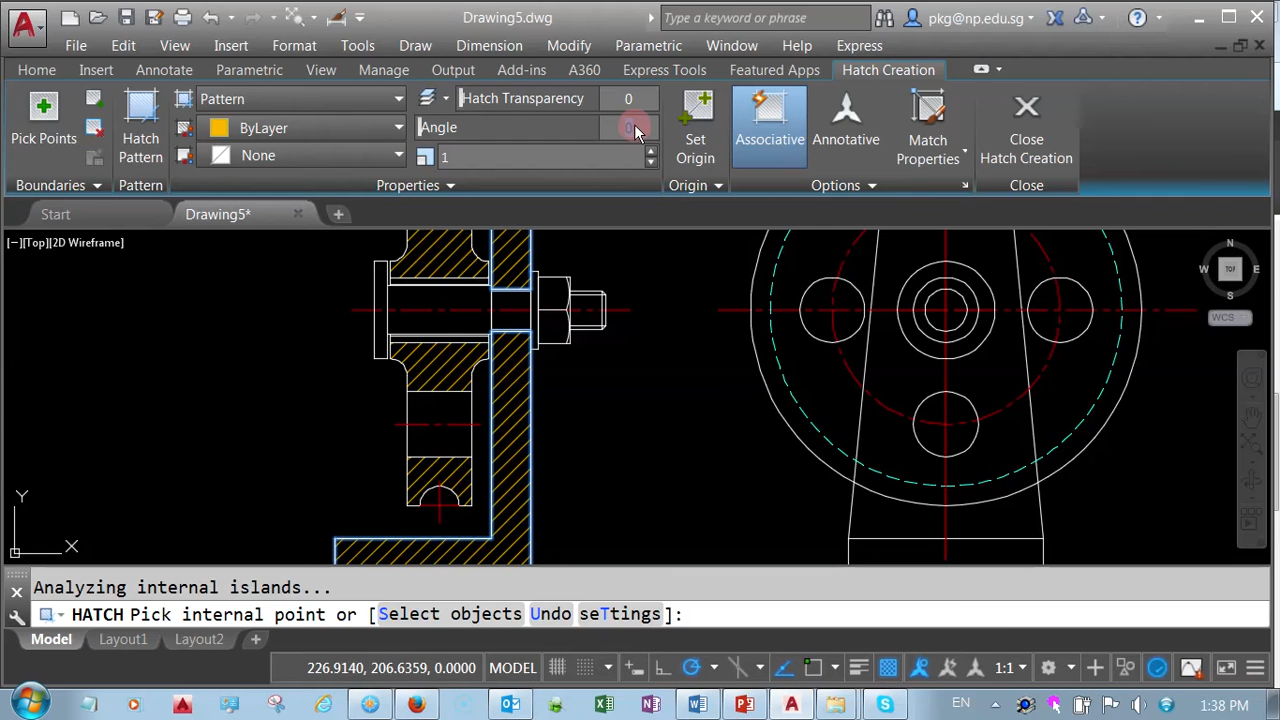 Drawing5.dwg
Type a keyword or phrase
pkg@np.edu.sg
File Edit View Insert Format Tools Draw Dimension Modify Parametric Window Help Express
Home Insert Annotate Parametric View Manage Output Add-ins A360 Express Tools Featured Apps Hatch Creation
Pattern
Hatch Transparency 0
ByLayer
Angle 0
None
1
Pick Points
Hatch
Pattern
Set
Origin
Associative
Annotative
Match
Properties
Close
Hatch Creation
Boundaries
Pattern
Properties
Origin
Options
Close
Start Drawing5*
[−][Top][2D Wireframe]
N
W TOP E
S
WCS
Y
X
Analyzing internal islands...
HATCH Pick internal point or [Select objects Undo seTtings]:
Model Layout1 Layout2
226.9140, 206.6359, 0.0000 MODEL 1:1
EN 1:38 PM